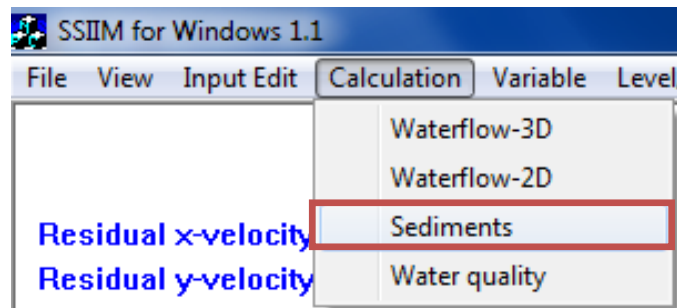 SSIIM for Windows 1.1
File View Input Edit Calculation Variable Level
Waterflow-3D
Waterflow-2D
Residual x-velocity Sediments
Residual y-velocity Water quality